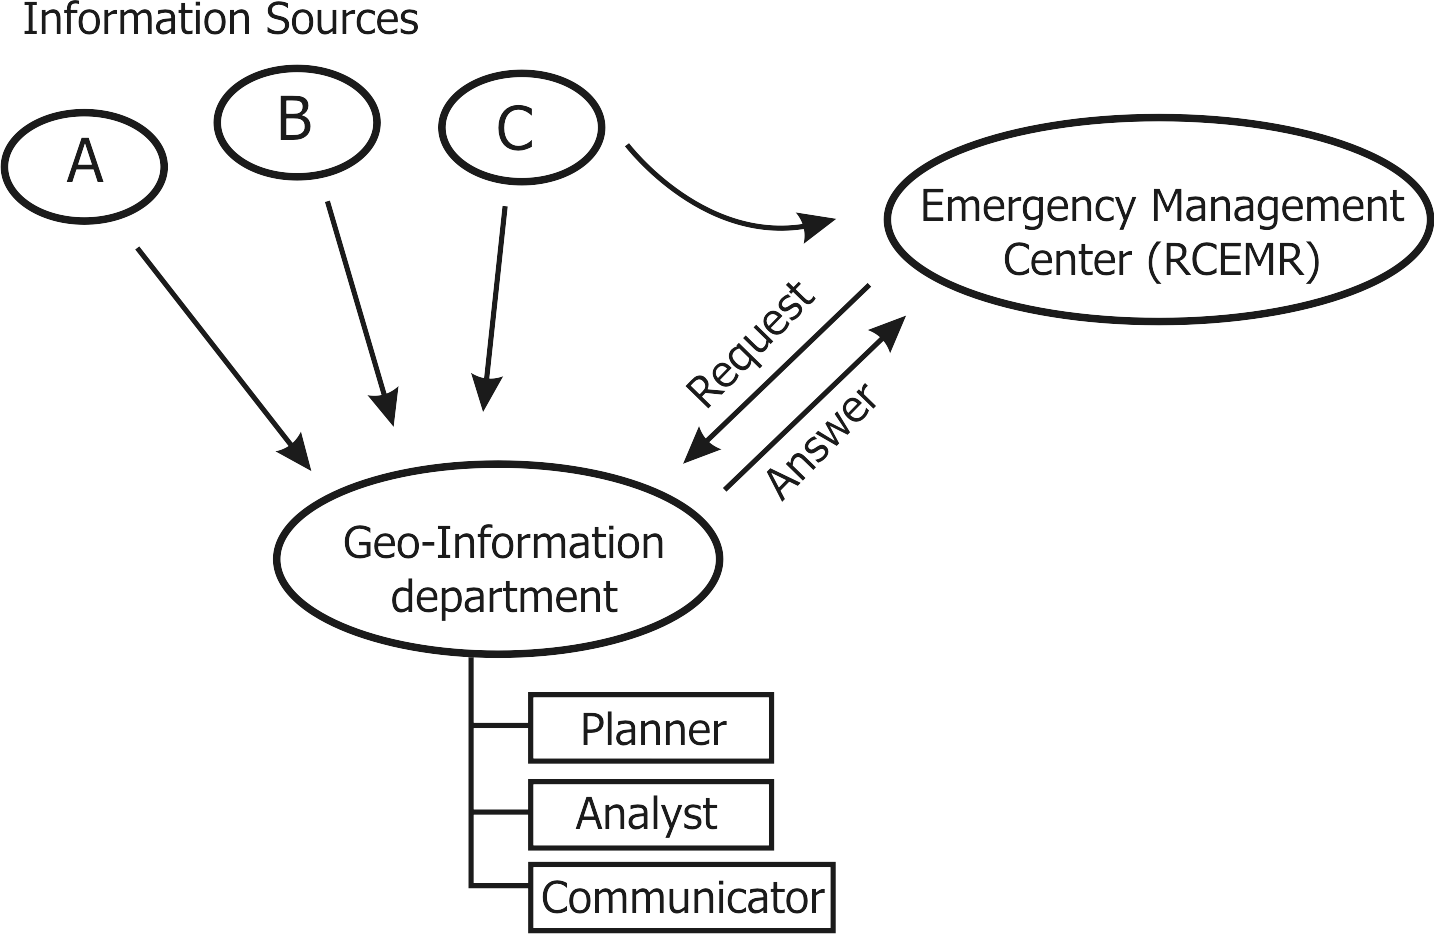 Information Sources
A
B
C
Emergency Management
Center (RCEMR)
Request
Answer
Geo-Information
department
Planner
Analyst
Communicator